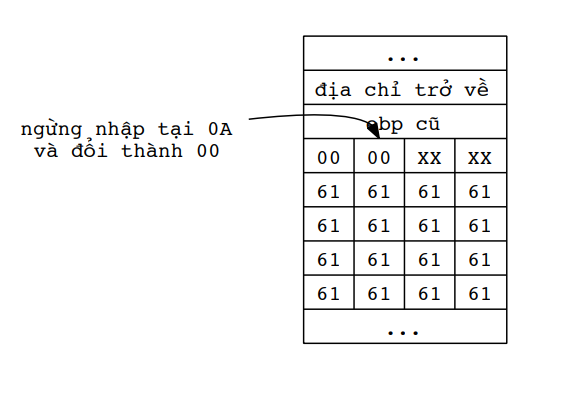 ...
địa chỉ trở về
ngừng nhập tại 0A
và đổi thành 00
ebp cũ
00 00 XX XX
61 61 61 61
61 61 61 61
61 61 61 61
61 61 61 61
...